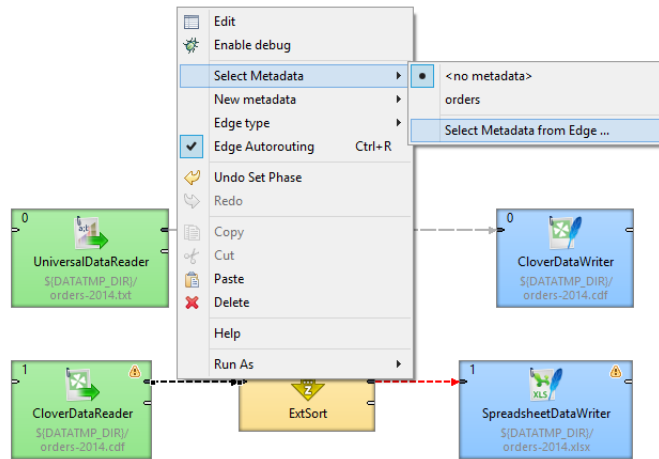 Edit
Enable debug
Select Metadata
New metadata
Edge type
Edge Autorouting Ctrl+R
Undo Set Phase
Redo
Copy
Cut
Paste
Delete
Help
Run As
<no metadata>
orders
Select Metadata from Edge ...
0
UniversalDataReader
${DATATMP_DIR}/
orders-2014.txt
0
CloverDataWriter
${DATATMP_DIR}/
orders-2014.cdf
1
CloverDataReader
${DATATMP_DIR}/
orders-2014.cdf
ExtSort
1
XLS
SpreadsheetDataWriter
${DATATMP_DIR}/
orders-2014.xlsx